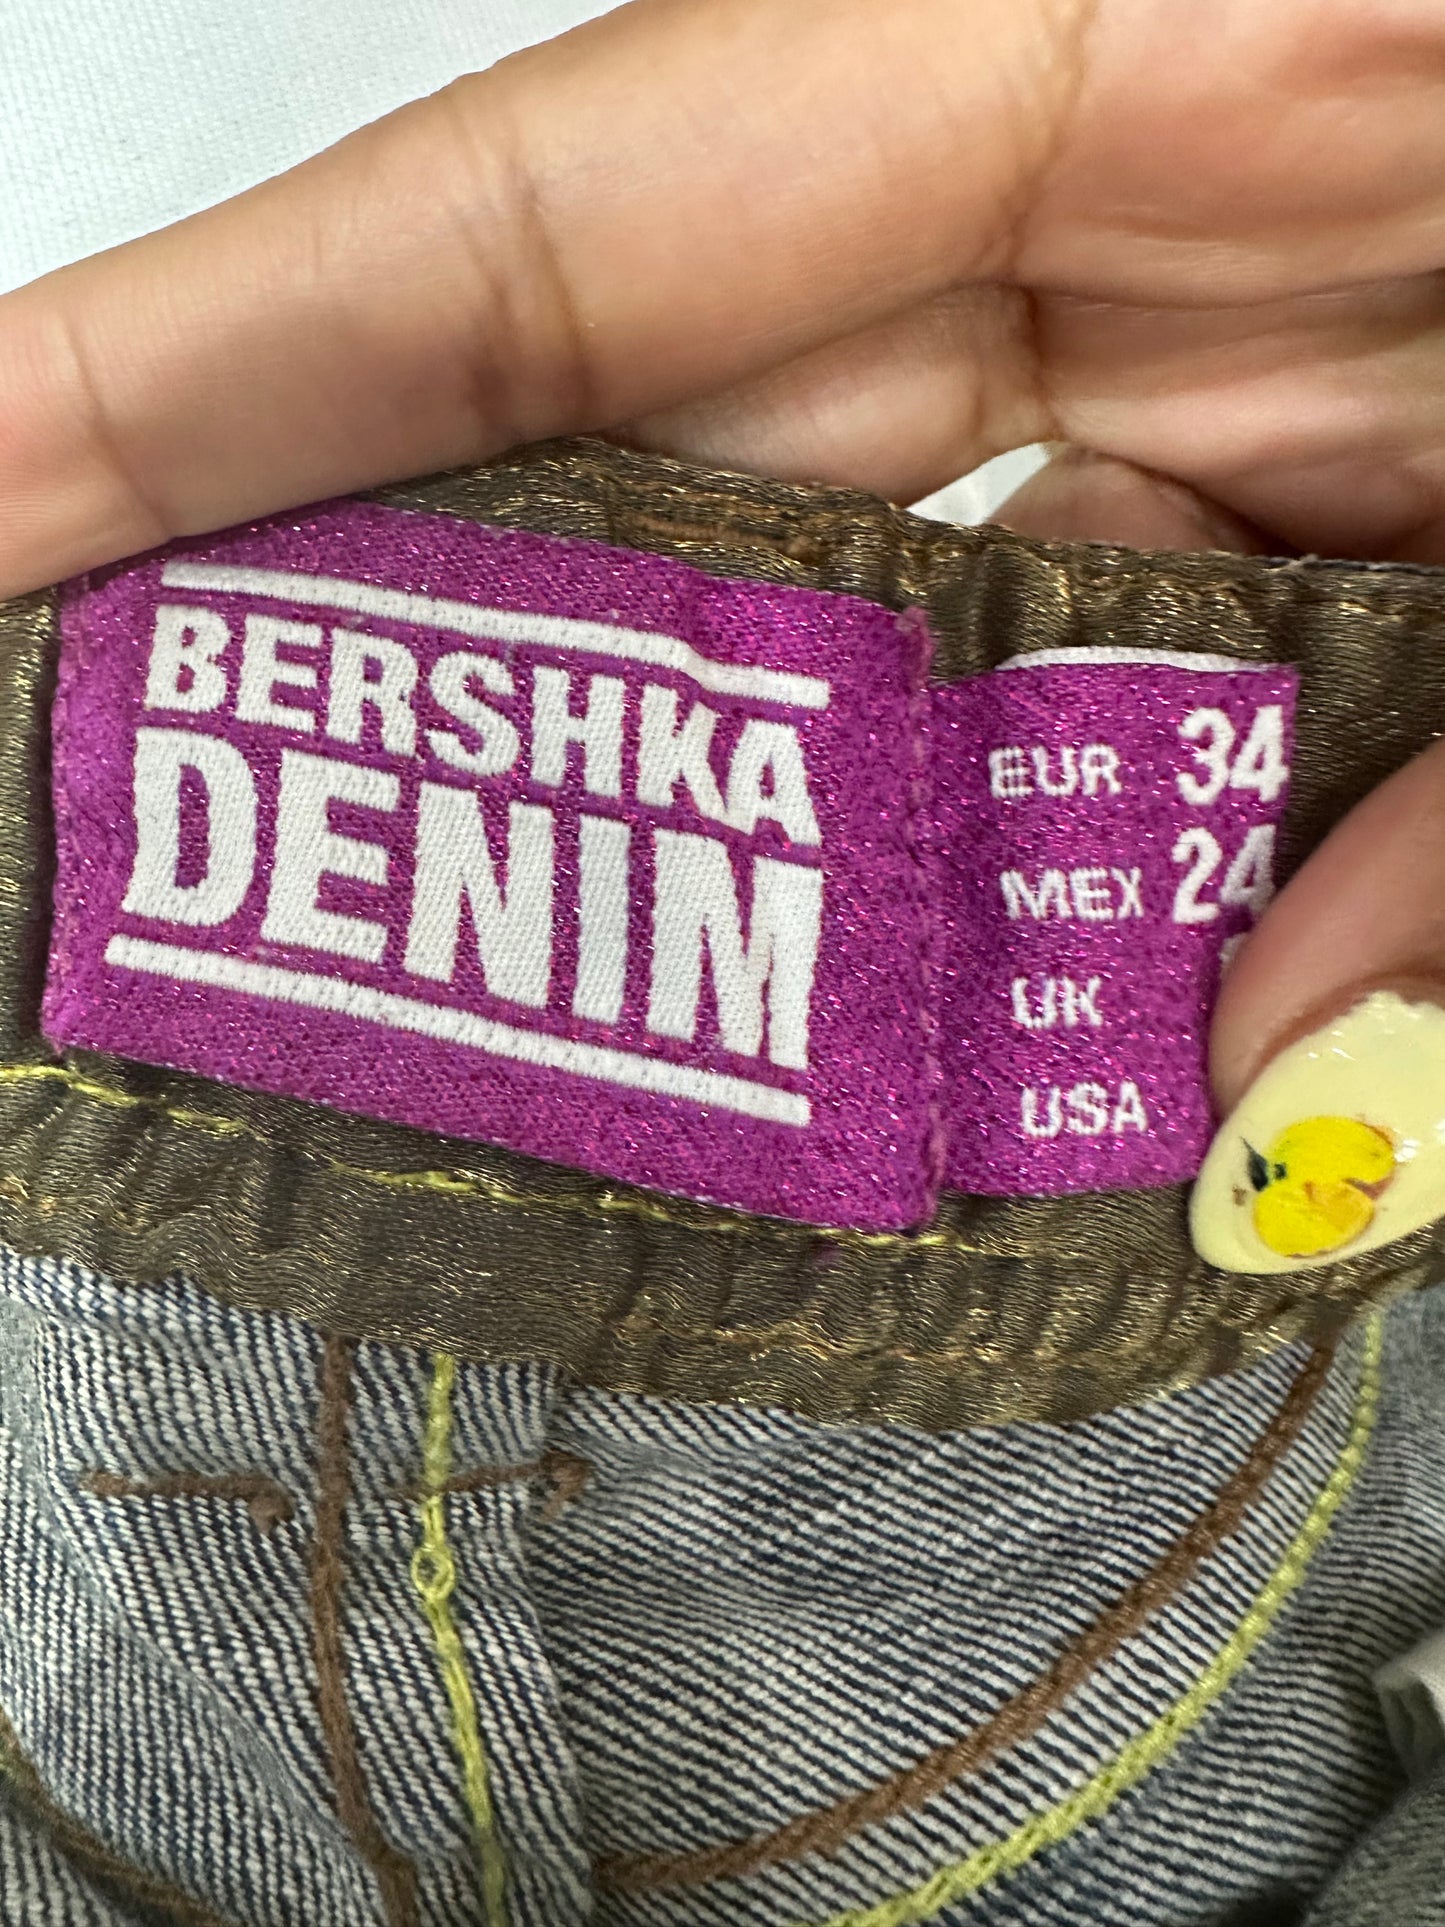 BERSHKA
DENIM
EUR 34
MEX 24
UK
USA